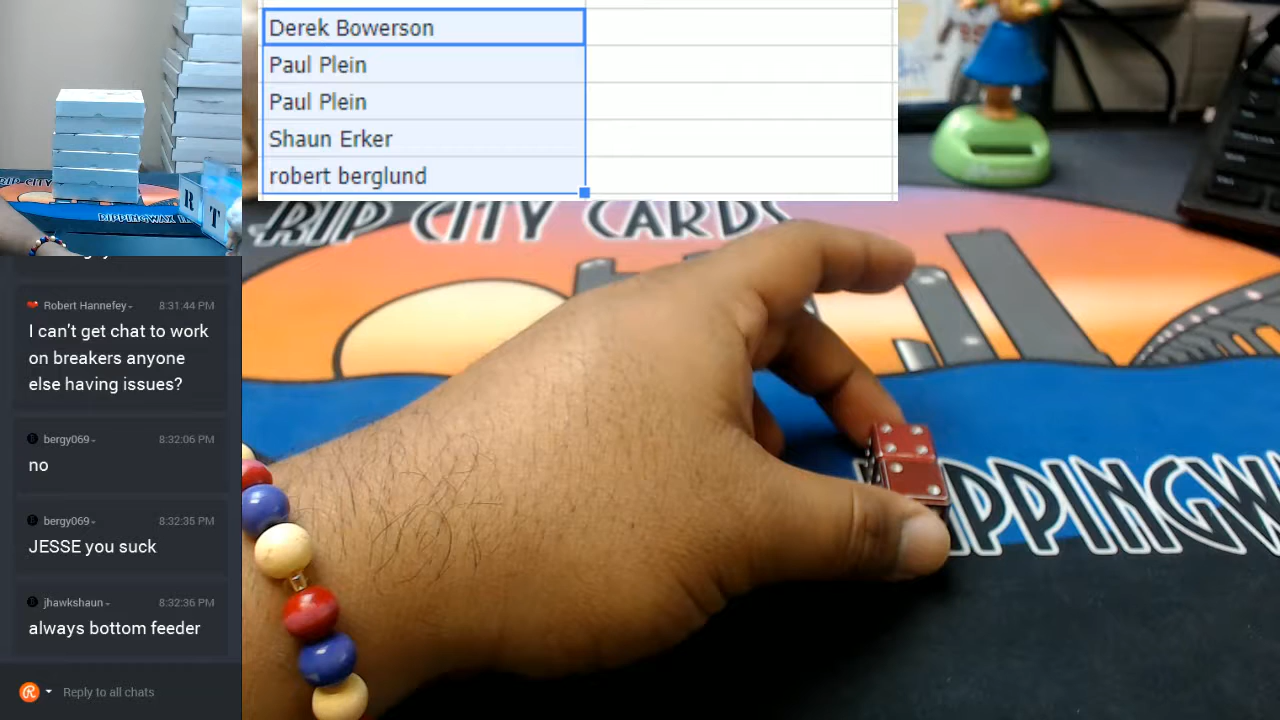 Derek Bowerson
Paul Plein
Paul Plein
Shaun Erker
robert berglund
RIP CITY CARDS
RIPPINGWAX
R
T
Robert Hannefey 8:31:44 PM
I can't get chat to work
on breakers anyone
else having issues?
bergy069 8:32:06 PM
no
bergy069 8:32:35 PM
JESSE you suck
jhawkshaun 8:32:36 PM
always bottom feeder
Reply to all chats
RIPPINGW